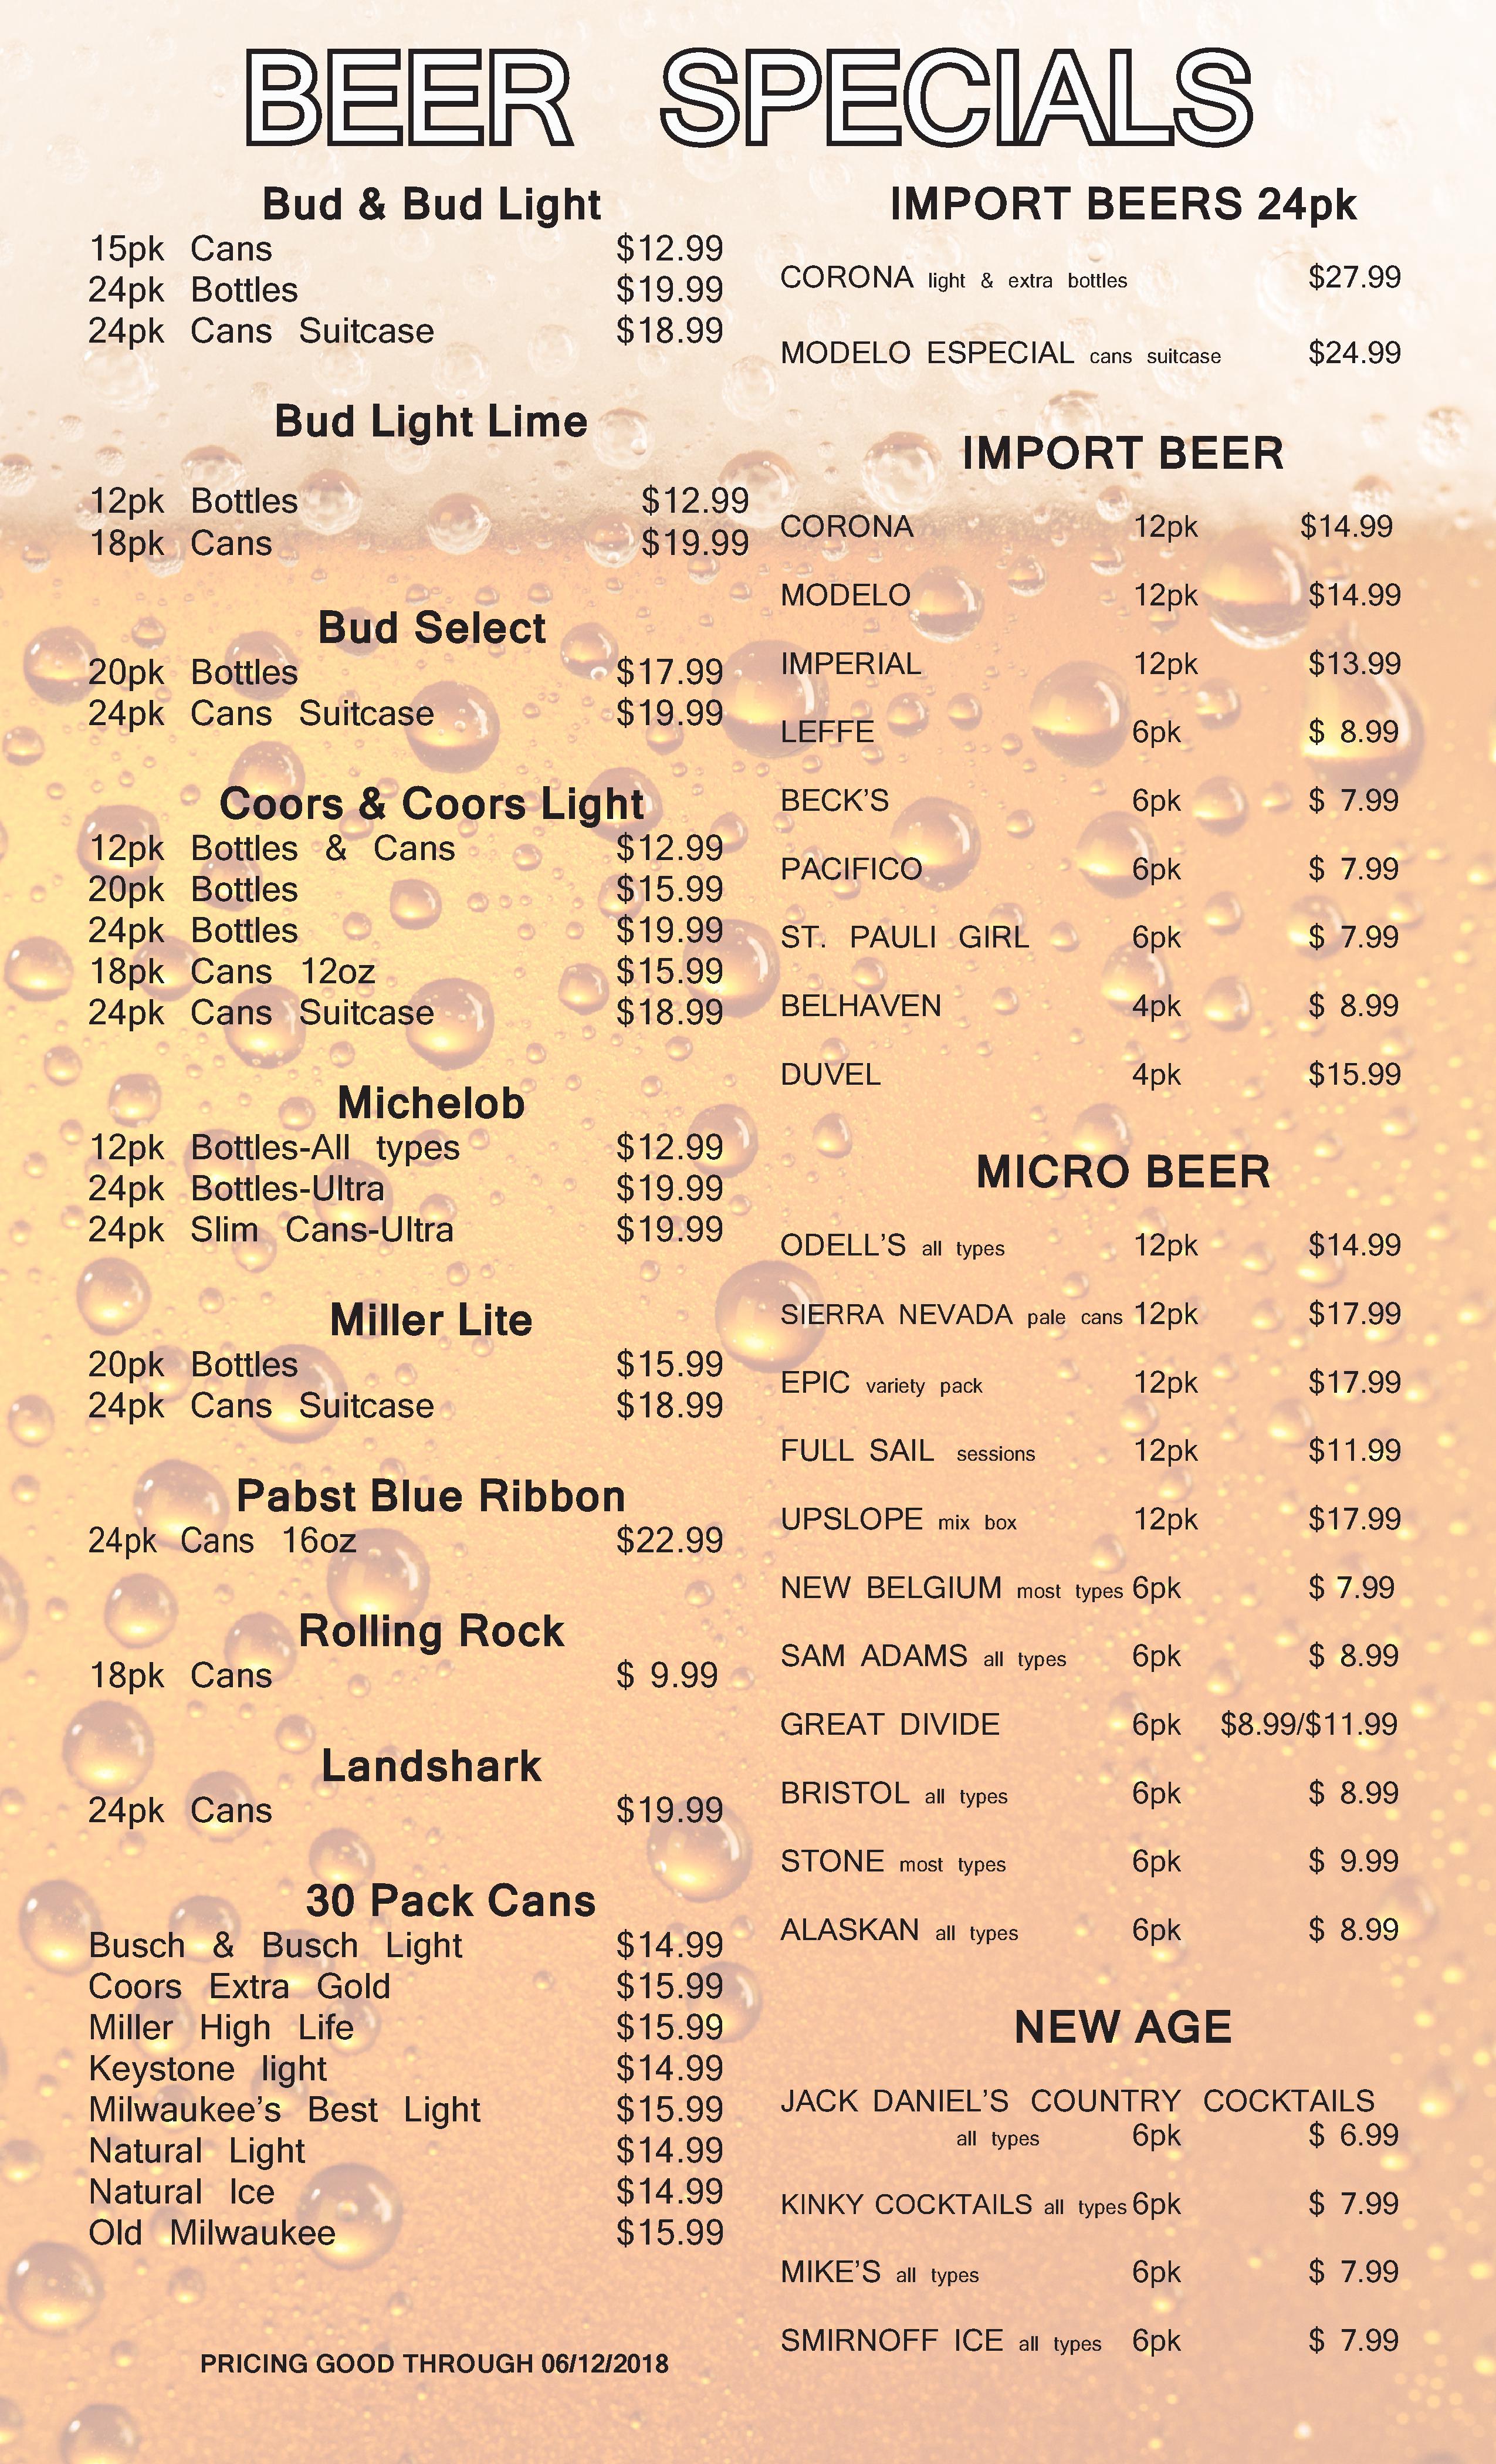 BEER SPECIALS
Bud & Bud Light
15pk Cans $12.99
24pk Bottles $19.99
24pk Cans Suitcase $18.99
Bud Light Lime
12pk Bottles $12.99
18pk Cans $19.99
Bud Select
20pk Bottles $17.99
24pk Cans Suitcase $19.99
Coors & Coors Light
12pk Bottles & Cans $12.99
20pk Bottles $15.99
24pk Bottles $19.99
18pk Cans 12oz $15.99
24pk Cans Suitcase $18.99
Michelob
12pk Bottles-All types $12.99
24pk Bottles-Ultra $19.99
24pk Slim Cans-Ultra $19.99
Miller Lite
20pk Bottles $15.99
24pk Cans Suitcase $18.99
Pabst Blue Ribbon
24pk Cans 16oz $22.99
Rolling Rock
18pk Cans $ 9.99
Landshark
24pk Cans $19.99
30 Pack Cans
Busch & Busch Light $14.99
Coors Extra Gold $15.99
Miller High Life $15.99
Keystone light $14.99
Milwaukee's Best Light $15.99
Natural Light $14.99
Natural Ice $14.99
Old Milwaukee $15.99
PRICING GOOD THROUGH 06/12/2018
IMPORT BEERS 24pk
CORONA light & extra bottles $27.99
MODELO ESPECIAL cans suitcase $24.99
IMPORT BEER
CORONA 12pk $14.99
MODELO 12pk $14.99
IMPERIAL 12pk $13.99
LEFFE 6pk $ 8.99
BECK'S 6pk $ 7.99
PACIFICO 6pk $ 7.99
ST. PAULI GIRL 6pk $ 7.99
BELHAVEN 4pk $ 8.99
DUVEL 4pk $15.99
MICRO BEER
ODELL'S all types 12pk $14.99
SIERRA NEVADA pale cans 12pk $17.99
EPIC variety pack 12pk $17.99
FULL SAIL sessions 12pk $11.99
UPSLOPE mix box 12pk $17.99
NEW BELGIUM most types 6pk $ 7.99
SAM ADAMS all types 6pk $ 8.99
GREAT DIVIDE 6pk $8.99/$11.99
BRISTOL all types 6pk $ 8.99
STONE most types 6pk $ 9.99
ALASKAN all types 6pk $ 8.99
NEW AGE
JACK DANIEL'S COUNTRY COCKTAILS
all types 6pk $ 6.99
KINKY COCKTAILS all types 6pk $ 7.99
MIKE'S all types 6pk $ 7.99
SMIRNOFF ICE all types 6pk $ 7.99